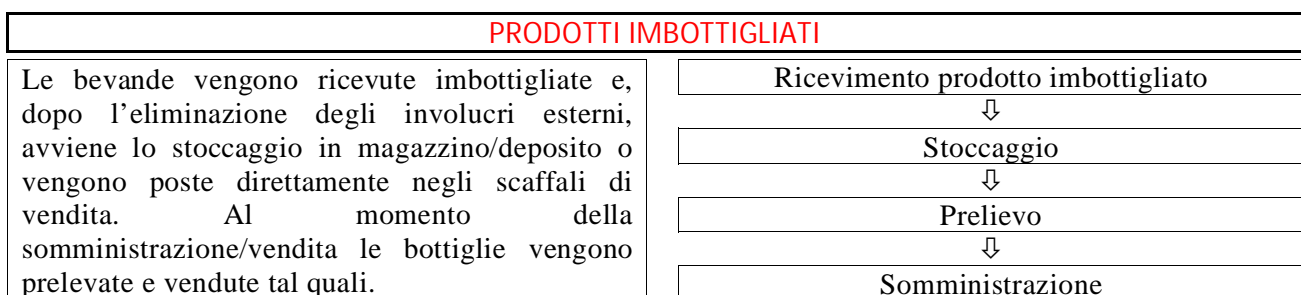 PRODOTTI IMBOTTIGLIATI
Le bevande vengono ricevute imbottigliate e,
dopo l’eliminazione degli involucri esterni,
avviene lo stoccaggio in magazzino/deposito o
vengono poste direttamente negli scaffali di
vendita. Al momento della
somministrazione/vendita le bottiglie vengono
prelevate e vendute tal quali.
Ricevimento prodotto imbottigliato
⇩
Stoccaggio
⇩
Prelievo
⇩
Somministrazione